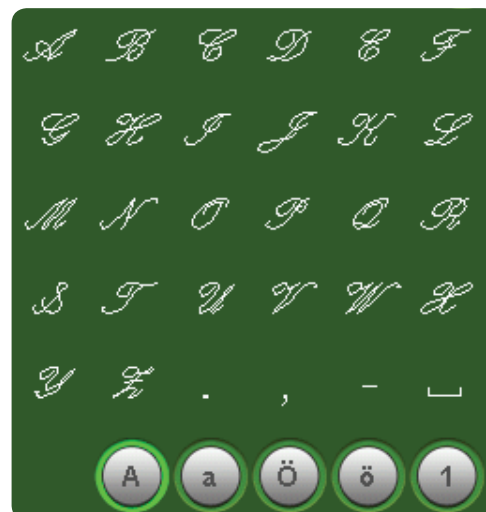 A B C D E F
G H I J K L
M N O P Q R
S T U V W X
Y Z . , - ⎵
A a Ö ö 1